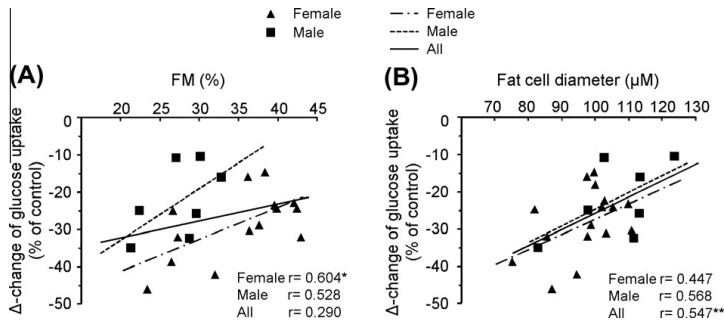 Female
Male
Female
Male
All
(A)
FM (%)
20 25 30 35 40 45
0
-10
-20
-30
-40
-50
Δ-change of glucose uptake
(% of control)
Female r= 0.604*
Male r= 0.528
All r= 0.290
(B)
Fat cell diameter (µM)
70 80 90 100 110 120 130
0
-10
-20
-30
-40
-50
Δ-change of glucose uptake
(% of control)
Female r= 0.447
Male r= 0.568
All r= 0.547**